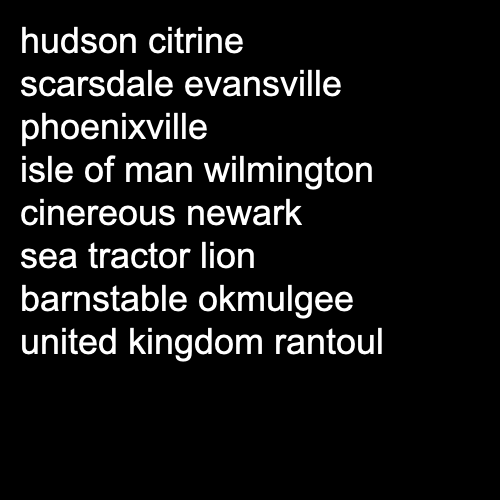 hudson citrine
scarsdale evansville
phoenixville
isle of man wilmington
cinereous newark
sea tractor lion
barnstable okmulgee
united kingdom rantoul